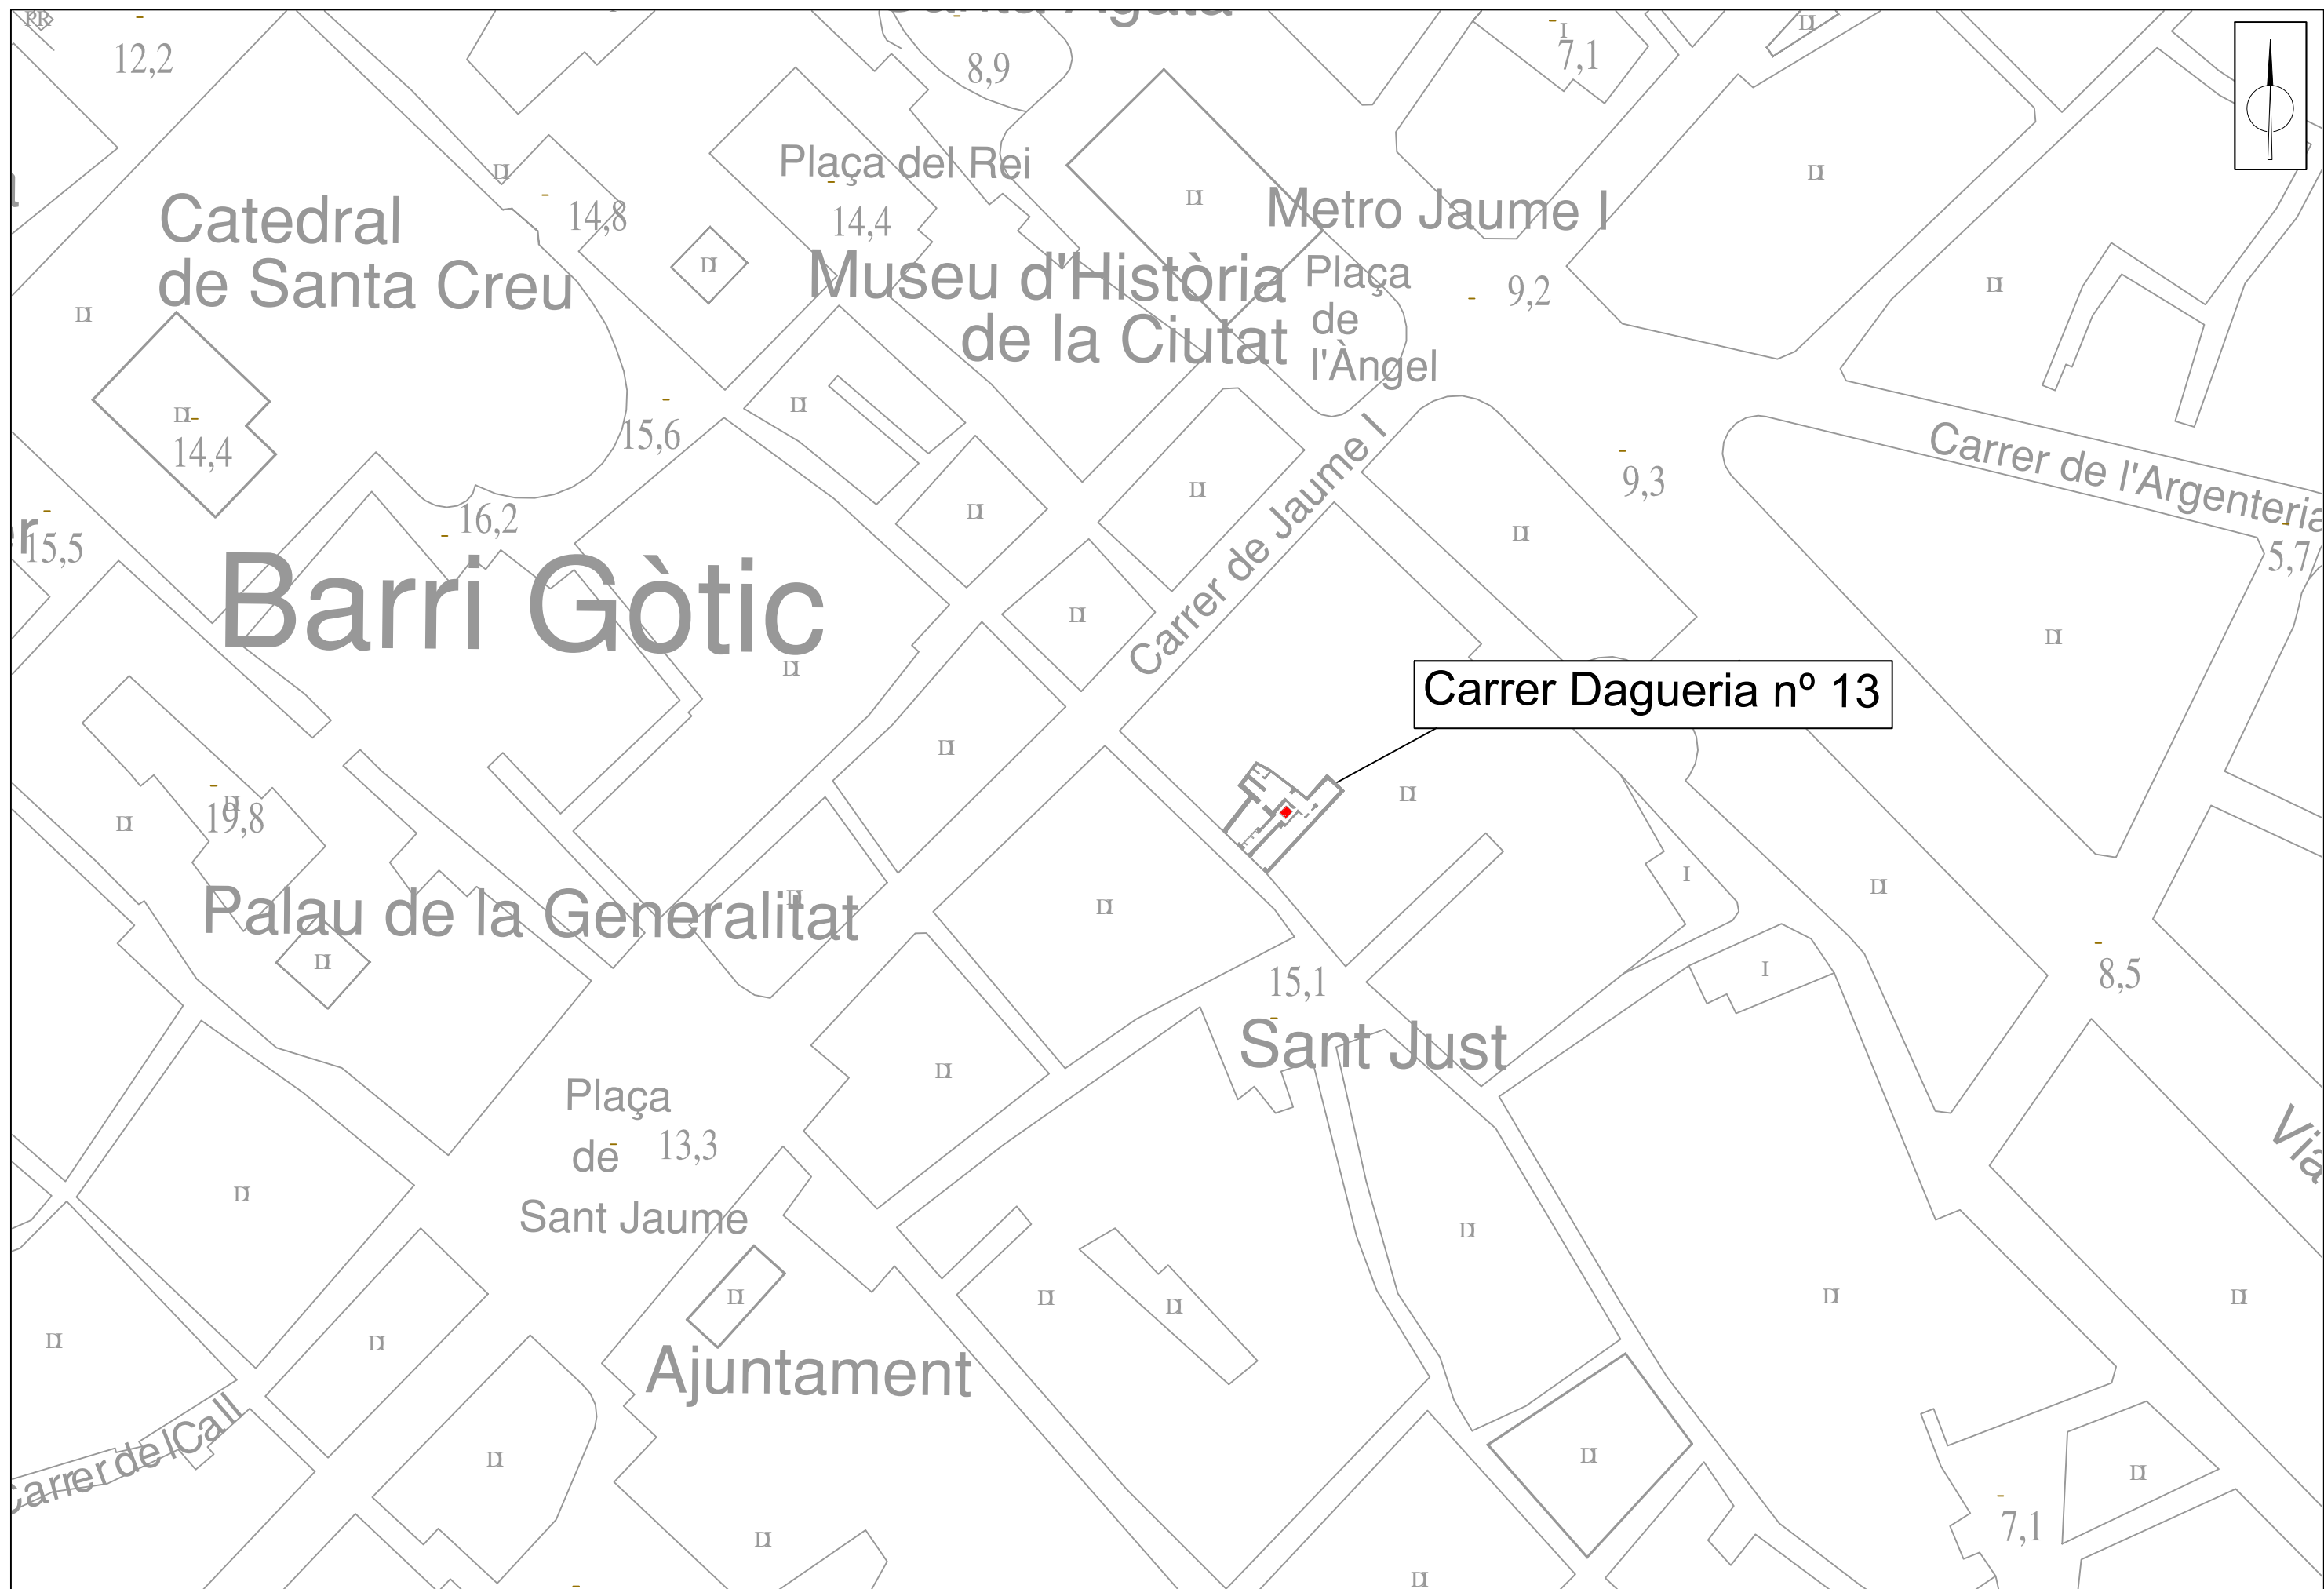 PR
12,2
8,9
I
7,1
II
Plaça del Rei
14,8
14,4
Catedral
de Santa Creu
Metro Jaume I
Museu d'Història
de la Ciutat
Plaça
de
l'Àngel
9,2
14,4
15,6
16,2
15,5
9,3
Carrer de Jaume I
Carrer de l'Argenteria
5,7
Barri Gòtic
Carrer Dagueria nº 13
19,8
Palau de la Generalitat
I
I
15,1
8,5
Sant Just
Plaça
de
13,3
Sant Jaume
Via
Ajuntament
Carrer del Call
7,1